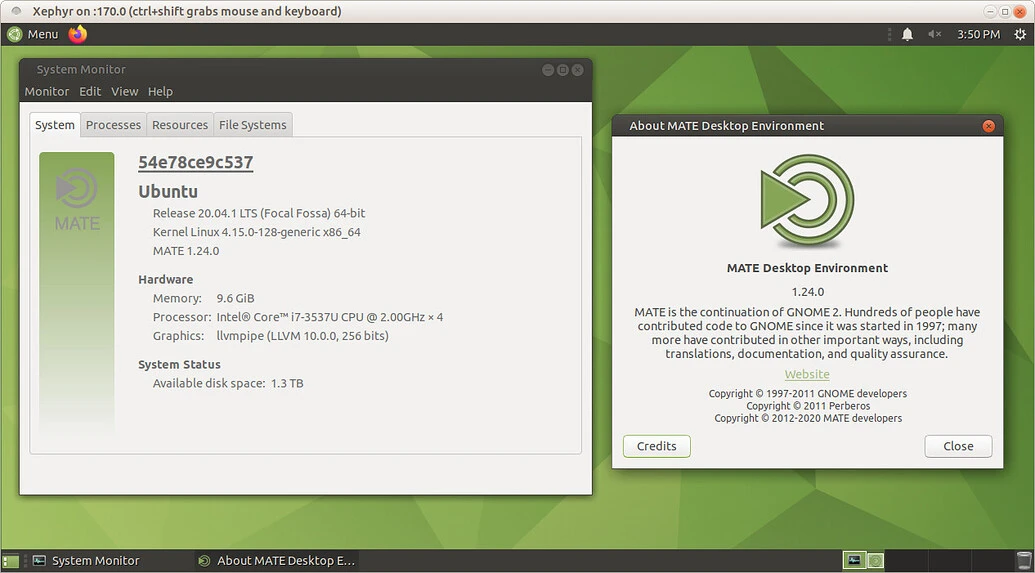 Xephyr on :170.0 (ctrl+shift grabs mouse and keyboard)
Menu
3:50 PM
System Monitor
Monitor Edit View Help
System Processes Resources File Systems
MATE
54e78ce9c537
Ubuntu
Release 20.04.1 LTS (Focal Fossa) 64-bit
Kernel Linux 4.15.0-128-generic x86_64
MATE 1.24.0
Hardware
Memory: 9.6 GiB
Processor: Intel® Core™ i7-3537U CPU @ 2.00GHz × 4
Graphics: llvmpipe (LLVM 10.0.0, 256 bits)
System Status
Available disk space: 1.3 TB
About MATE Desktop Environment
MATE Desktop Environment
1.24.0
MATE is the continuation of GNOME 2. Hundreds of people have
contributed code to GNOME since it was started in 1997; many
more have contributed in other important ways, including
translations, documentation, and quality assurance.
Website
Copyright © 1997-2011 GNOME developers
Copyright © 2011 Perberos
Copyright © 2012-2020 MATE developers
Credits
Close
System Monitor
About MATE Desktop E…